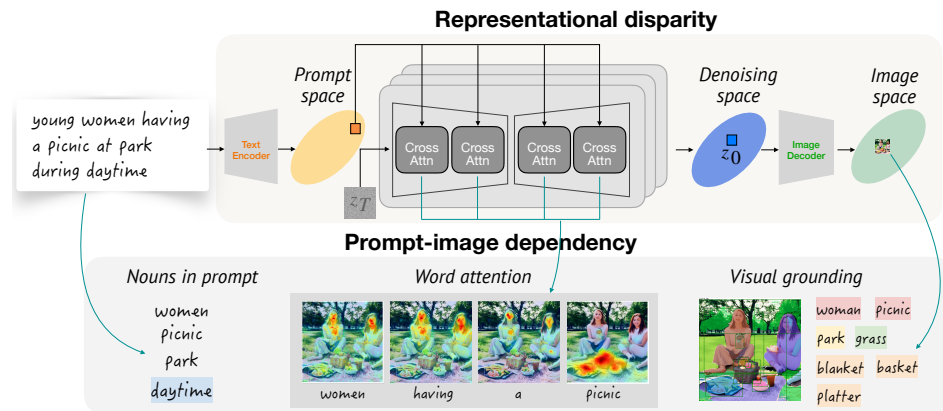 Representational disparity
Prompt
space
Denoising
space
Image
space
young women having
a picnic at park
during daytime
Text
Encoder
Cross
Attn
Cross
Attn
Cross
Attn
Cross
Attn
z_0
Image
Decoder
z_T
Prompt-image dependency
Nouns in prompt
Word attention
Visual grounding
women
picnic
park
daytime
women
having
a
picnic
woman
picnic
park
grass
blanket
basket
platter